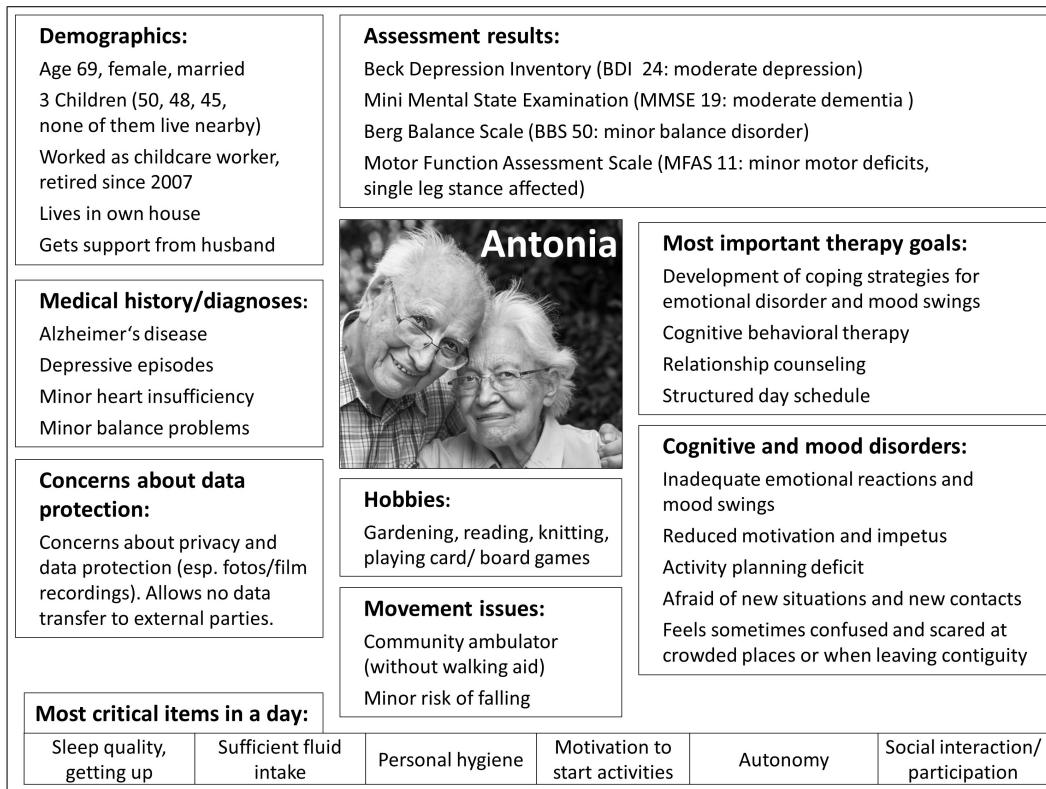 Demographics:
Age 69, female, married
3 Children (50, 48, 45,
none of them live nearby)
Worked as childcare worker,
retired since 2007
Lives in own house
Gets support from husband
Medical history/diagnoses:
Alzheimer‘s disease
Depressive episodes
Minor heart insufficiency
Minor balance problems
Concerns about data
protection:
Concerns about privacy and
data protection (esp. fotos/film
recordings). Allows no data
transfer to external parties.
Assessment results:
Beck Depression Inventory (BDI  24: moderate depression)
Mini Mental State Examination (MMSE 19: moderate dementia )
Berg Balance Scale (BBS 50: minor balance disorder)
Motor Function Assessment Scale (MFAS 11: minor motor deficits,
single leg stance affected)
Antonia
Hobbies:
Gardening, reading, knitting,
playing card/ board games
Movement issues:
Community ambulator
(without walking aid)
Minor risk of falling
Most important therapy goals:
Development of coping strategies for
emotional disorder and mood swings
Cognitive behavioral therapy
Relationship counseling
Structured day schedule
Cognitive and mood disorders:
Inadequate emotional reactions and
mood swings
Reduced motivation and impetus
Activity planning deficit
Afraid of new situations and new contacts
Feels sometimes confused and scared at
crowded places or when leaving contiguity
Most critical items in a day:
Sleep quality,
getting up
Sufficient fluid
intake
Personal hygiene
Motivation to
start activities
Autonomy
Social interaction/
participation